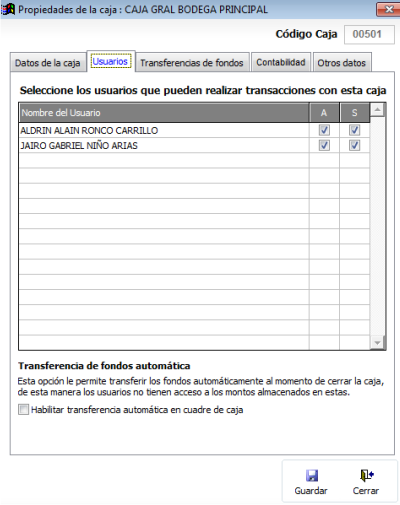 Propiedades de la caja : CAJA GRAL BODEGA PRINCIPAL
Código Caja 00501
Datos de la caja Usuarios Transferencias de fondos Contabilidad Otros datos
Seleccione los usuarios que pueden realizar transacciones con esta caja
Nombre del Usuario A S
ALDRIN ALAIN RONCO CARRILLO
JAIRO GABRIEL NIÑO ARIAS
Transferencia de fondos automática
Esta opción le permite transferir los fondos automáticamente al momento de cerrar la caja,
de esta manera los usuarios no tienen acceso a los montos almacenados en estas.
Habilitar transferencia automática en cuadre de caja
Guardar Cerrar